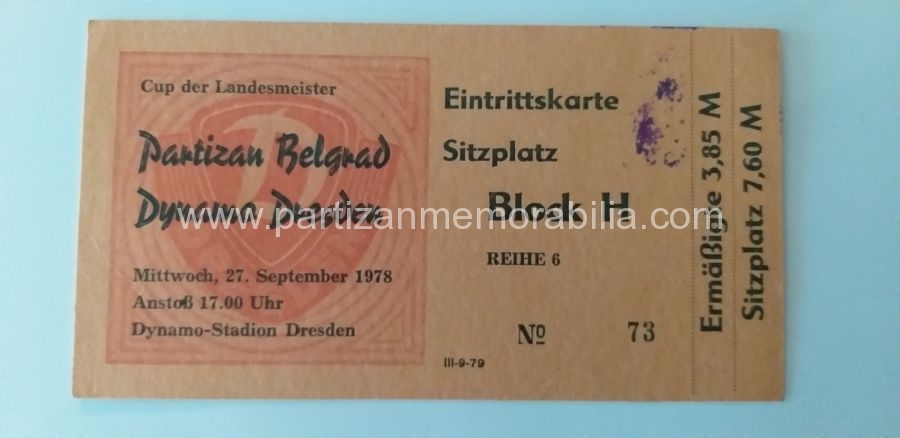 Cup der Landesmeister
Partizan Belgrad
Dynamo Dresden
Mittwoch, 27. September 1978
Anstoß 17.00 Uhr
Dynamo-Stadion Dresden
Eintrittskarte
Sitzplatz
Block H
REIHE 6
№ 73
III-9-79
Ermäßigte 3,85 M
Sitzplatz 7,60 M
www.partizanmemorabilia.com